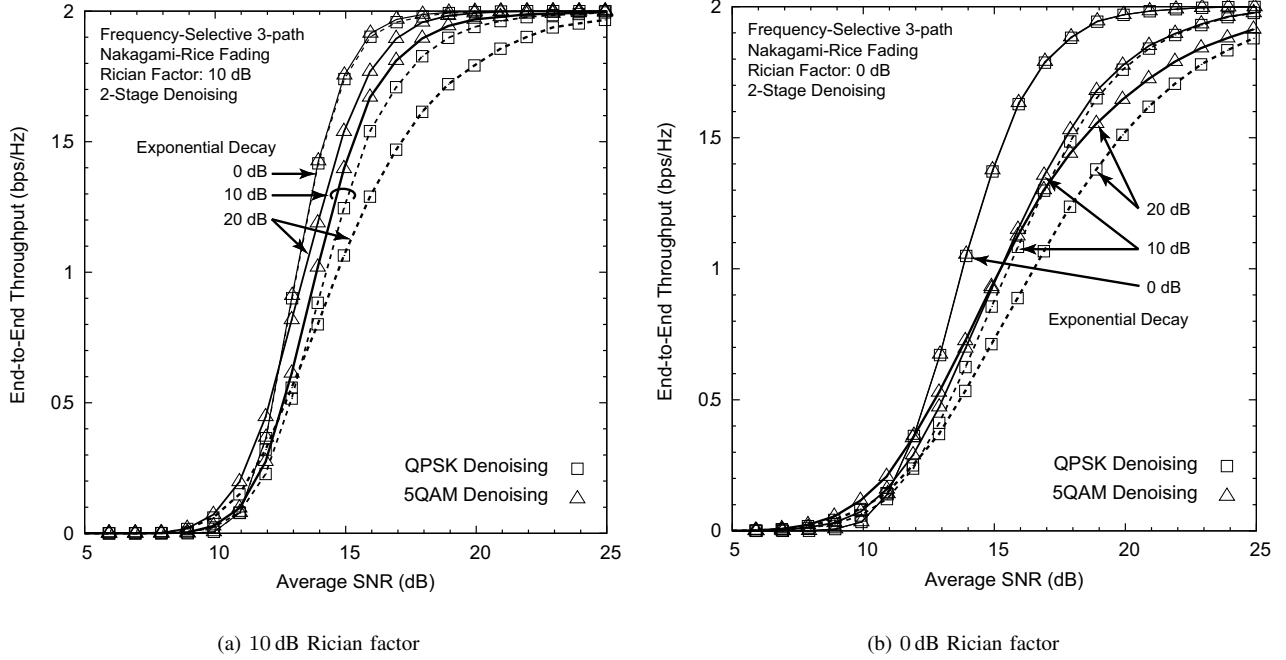 Frequency-Selective 3-path
Nakagami-Rice Fading
Rician Factor: 10 dB
2-Stage Denoising
Exponential Decay
0 dB
10 dB
20 dB
QPSK Denoising
5QAM Denoising
End-to-End Throughput (bps/Hz)
2
1.5
1
05
0
5
10
15
20
25
Average SNR (dB)
(a) 10 dB Rician factor
Frequency-Selective 3-path
Nakagami-Rice Fading
Rician Factor: 0 dB
2-Stage Denoising
20 dB
10 dB
0 dB
Exponential Decay
QPSK Denoising
5QAM Denoising
End-to-End Throughput (bps/Hz)
2
1.5
1
0.5
0
5
10
15
20
25
Average SNR (dB)
(b) 0 dB Rician factor